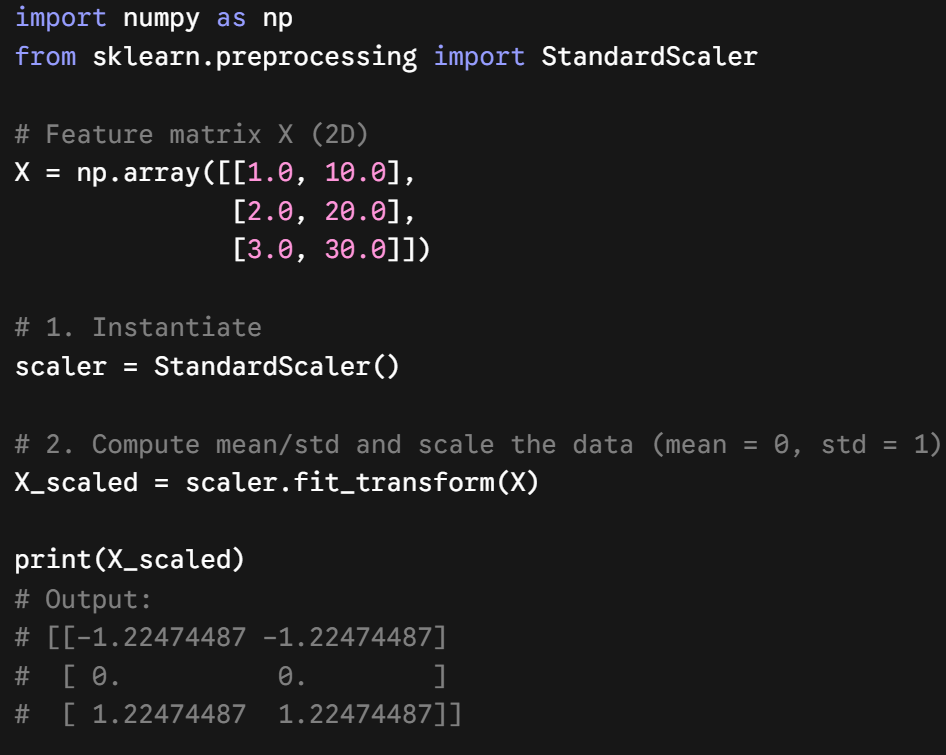 import numpy as np
from sklearn.preprocessing import StandardScaler
# Feature matrix X (2D)
X = np.array([[1.0, 10.0],
              [2.0, 20.0],
              [3.0, 30.0]])
# 1. Instantiate
scaler = StandardScaler()
# 2. Compute mean/std and scale the data (mean = 0, std = 1)
X_scaled = scaler.fit_transform(X)
print(X_scaled)
# Output:
# [[-1.22474487 -1.22474487]
#  [ 0.          0.        ]
#  [ 1.22474487  1.22474487]]